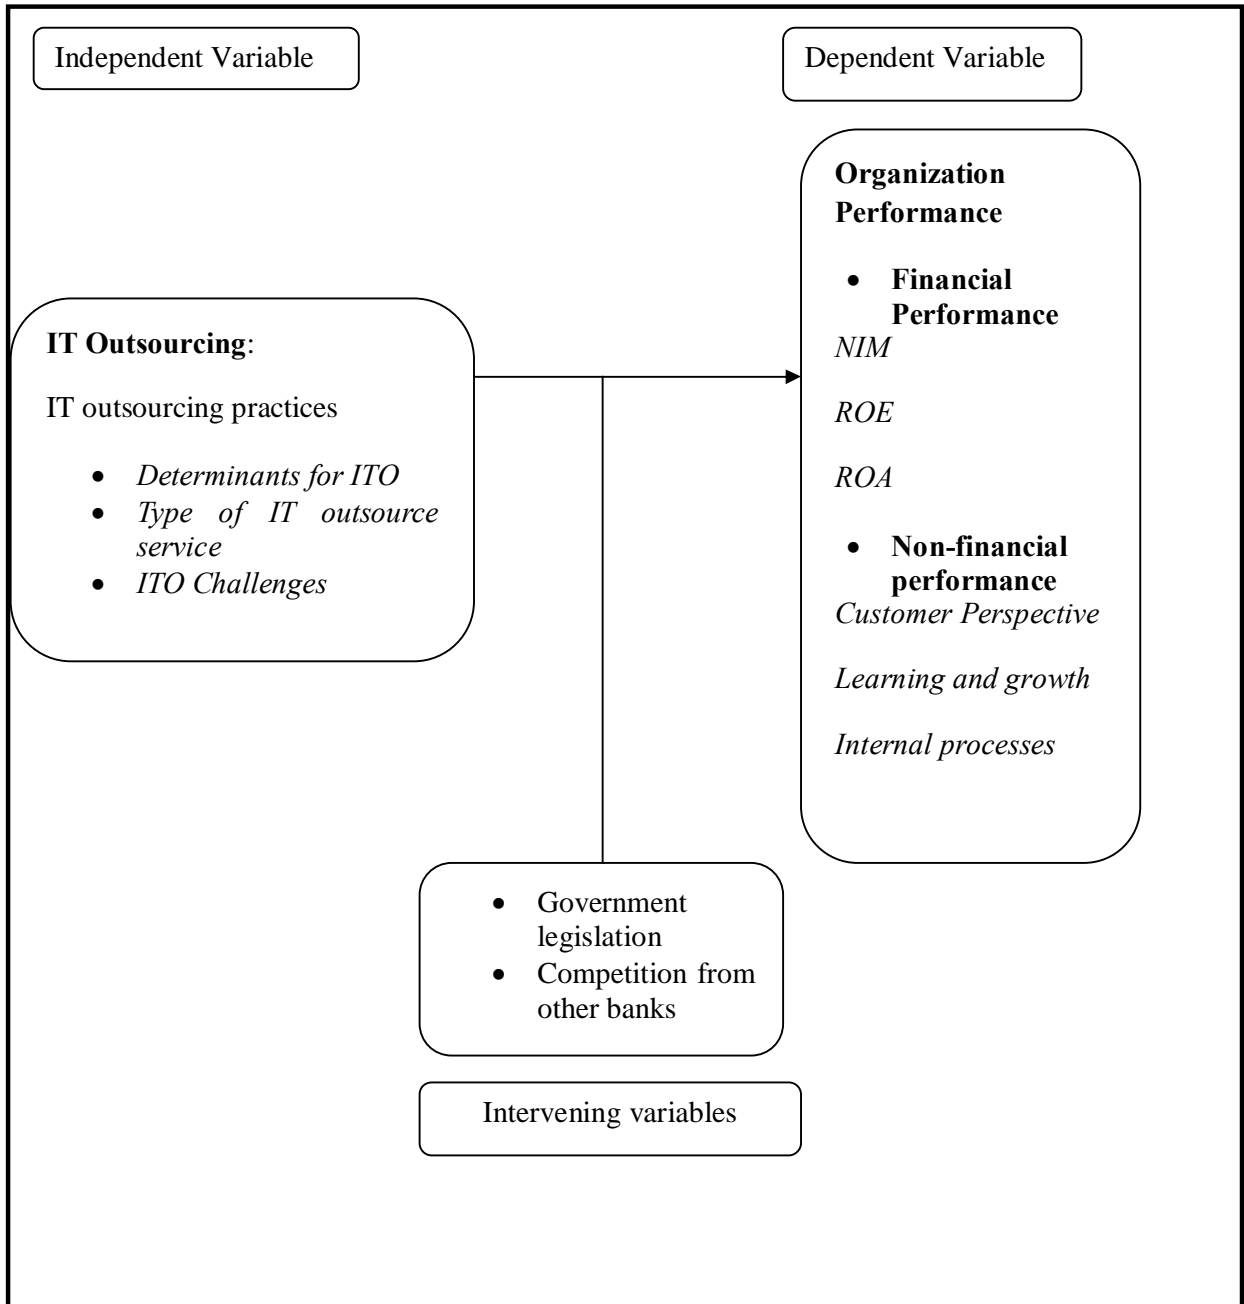 Independent Variable
Dependent Variable
Organization
Performance
• Financial
Performance
NIM
ROE
ROA
• Non-financial
performance
Customer Perspective
Learning and growth
Internal processes
IT Outsourcing:
IT outsourcing practices
• Determinants for ITO
• Type of IT outsource
service
• ITO Challenges
• Government
legislation
• Competition from
other banks
Intervening variables